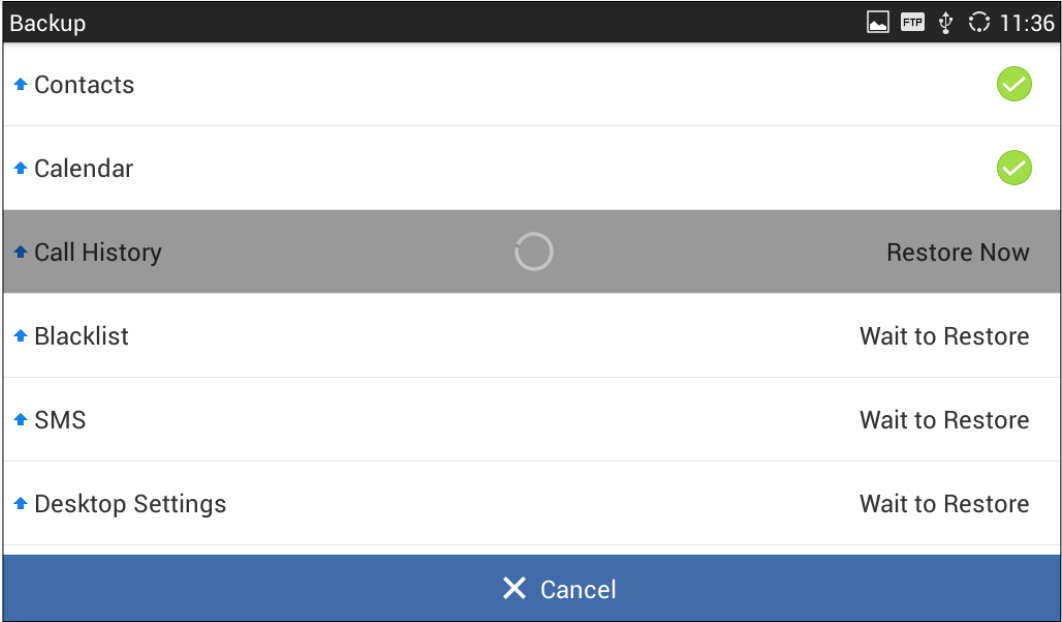 Backup FTP 11:36
Contacts
Calendar
Call History Restore Now
Blacklist Wait to Restore
SMS Wait to Restore
Desktop Settings Wait to Restore
Cancel